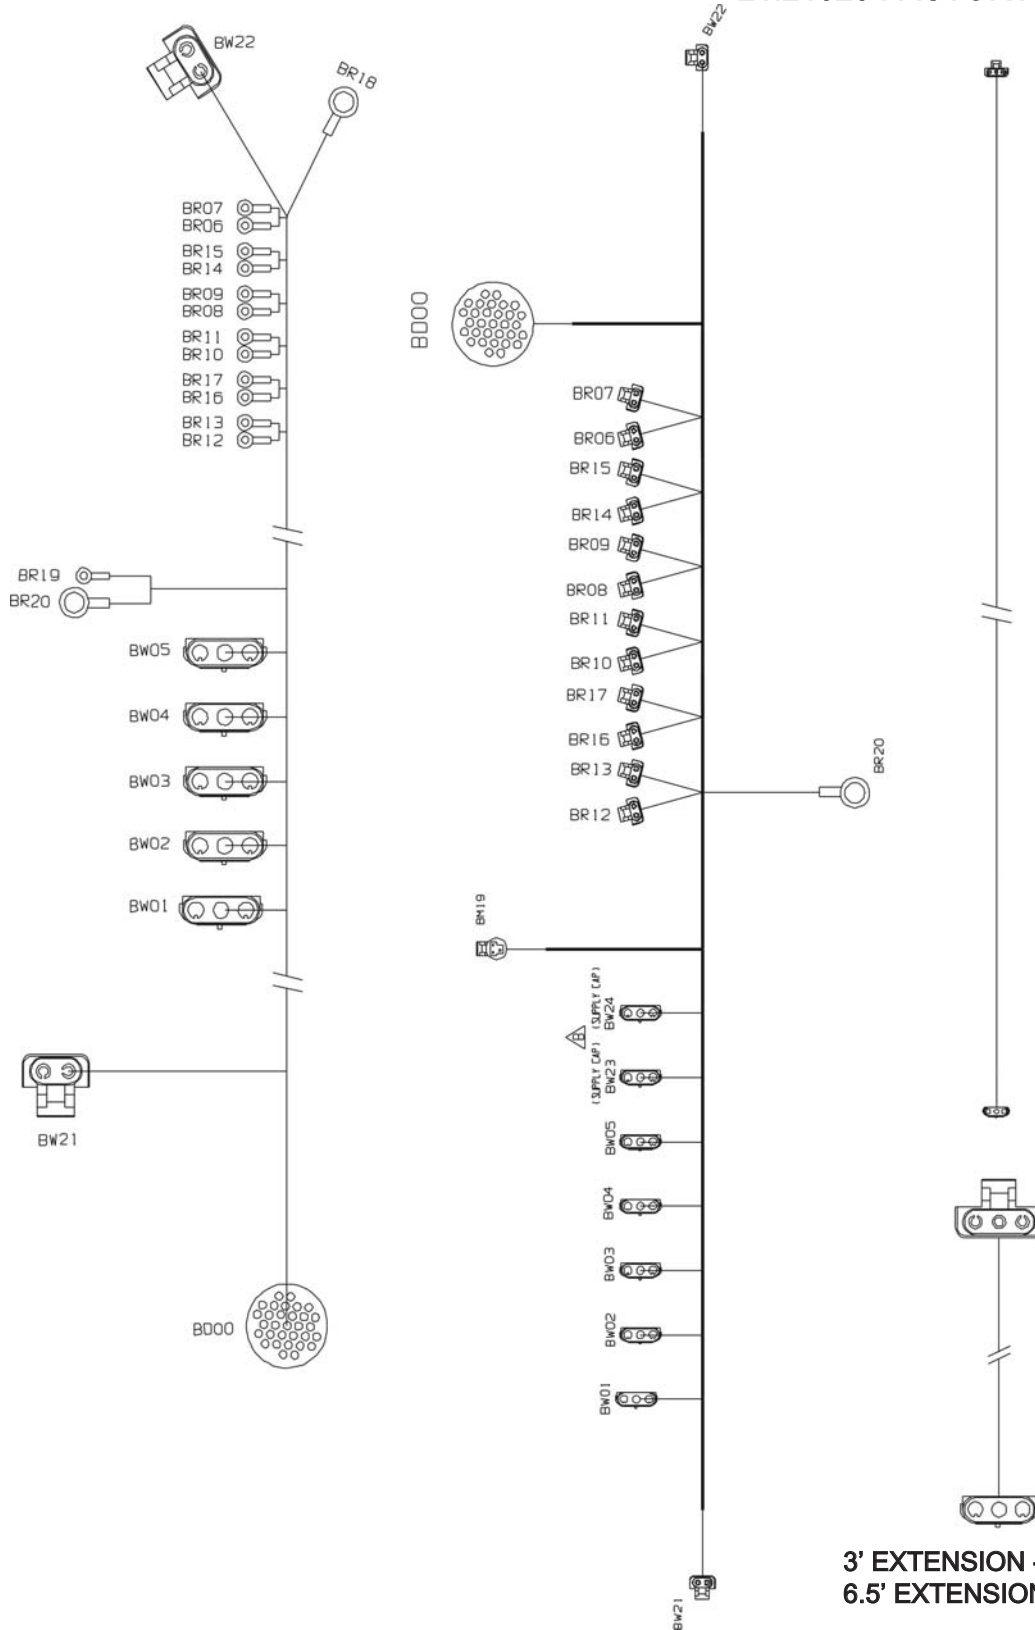 BW22
BR18
BR07
BR06
BR15
BR14
BR09
BR08
BR11
BR10
BR17
BR16
BR13
BR12
BR19
BR20
BW05
BW04
BW03
BW02
BW01
BW21
BD00
BW22
BD00
BR07
BR06
BR15
BR14
BR09
BR08
BR11
BR10
BR17
BR16
BR13
BR12
BR20
BM19
(SUPPLY CAP)
BW24
B
(SUPPLY CAP)
BW23
BW05
BW04
BW03
BW02
BW01
BW21
3' EXTENSION -
6.5' EXTENSION